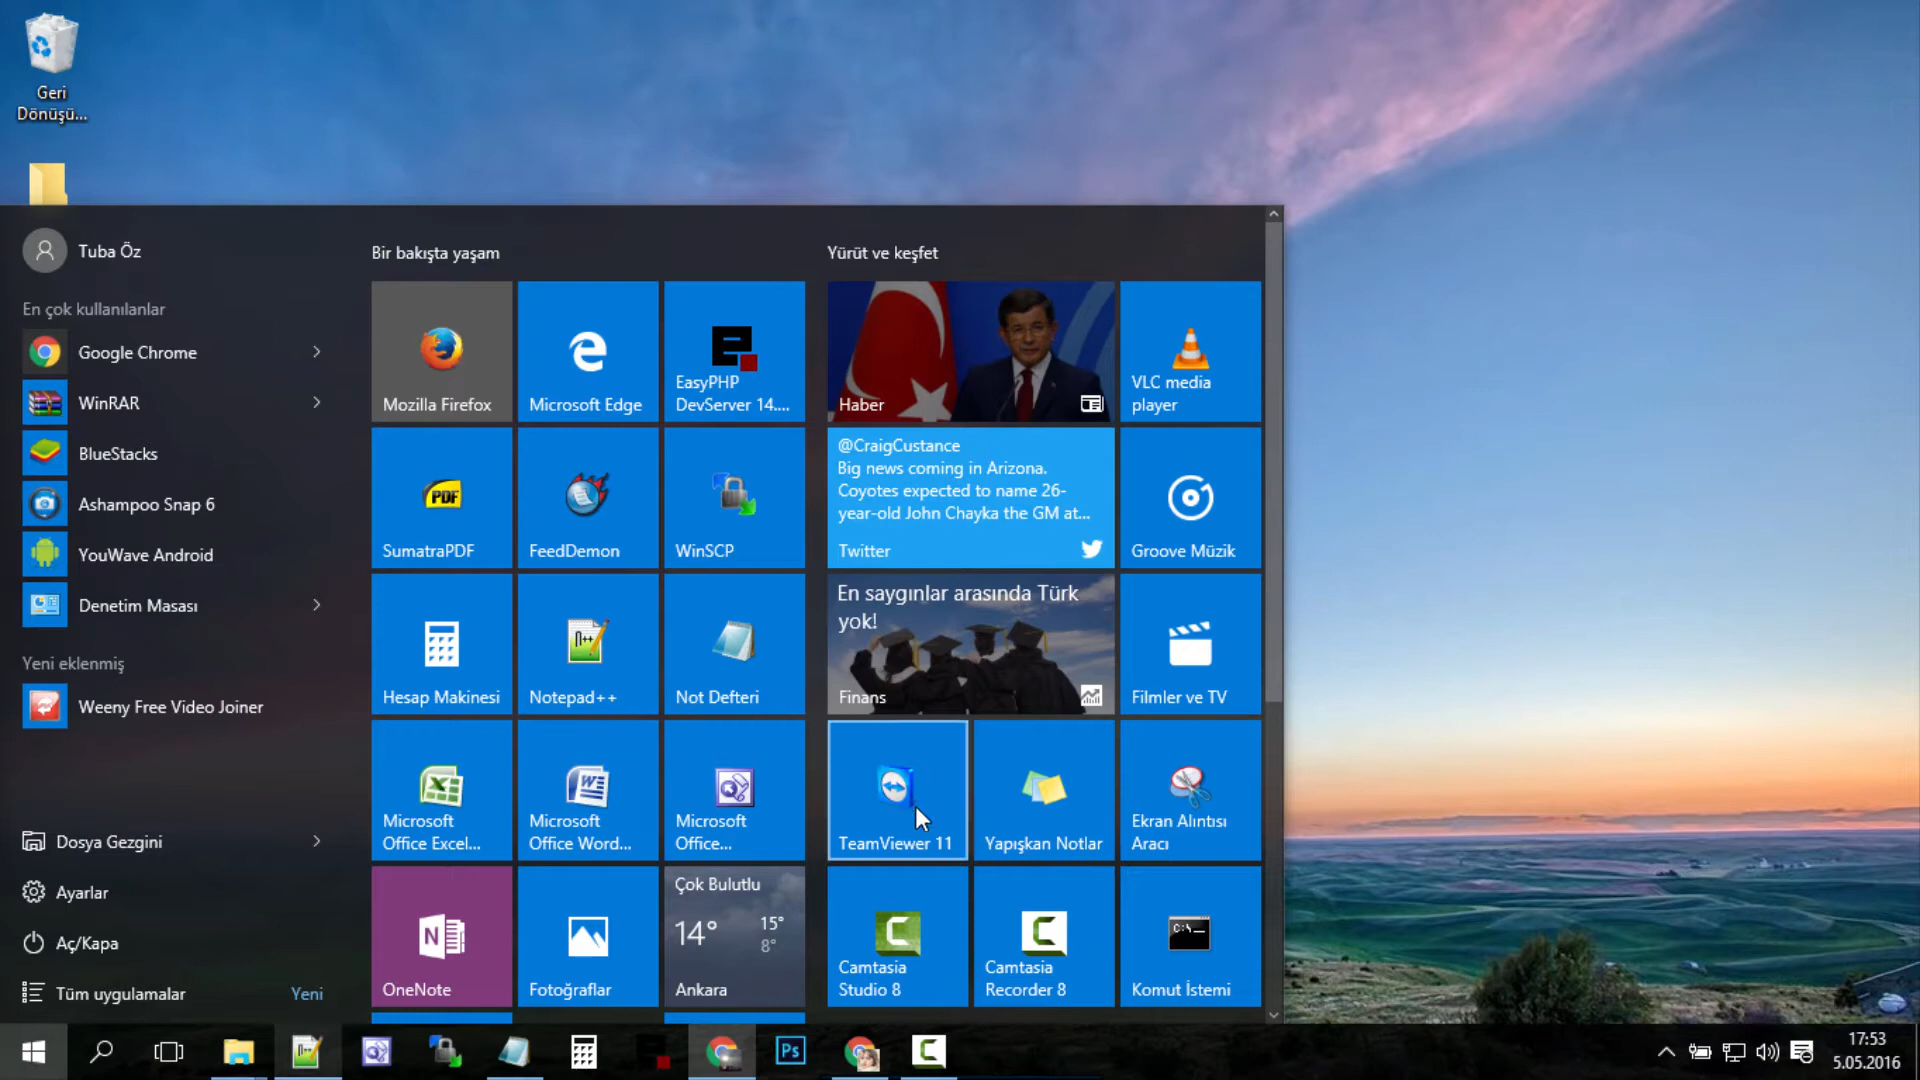 Geri
Dönüşü...
Tuba Öz
En çok kullanılanlar
Google Chrome
WinRAR
BlueStacks
Ashampoo Snap 6
YouWave Android
Denetim Masası
Yeni eklenmiş
Weeny Free Video Joiner
Dosya Gezgini
Ayarlar
Aç/Kapa
Tüm uygulamalar
Yeni
Bir bakışta yaşam
Mozilla Firefox
Microsoft Edge
EasyPHP
DevServer 14....
PDF
SumatraPDF
FeedDemon
WinSCP
Hesap Makinesi
Notepad++
Not Defteri
Microsoft
Office Excel...
Microsoft
Office Word...
Microsoft
Office...
OneNote
Fotoğraflar
Çok Bulutlu
14°
15°
8°
Ankara
Yürüt ve keşfet
Haber
VLC media
player
@CraigCustance
Big news coming in Arizona.
Coyotes expected to name 26-
year-old John Chayka the GM at...
Twitter
Groove Müzik
En saygınlar arasında Türk
yok!
Finans
Filmler ve TV
TeamViewer 11
Yapışkan Notlar
Ekran Alıntısı
Aracı
Camtasia
Studio 8
Camtasia
Recorder 8
C:\_
Komut İstemi
Ps
17:53
5.05.2016